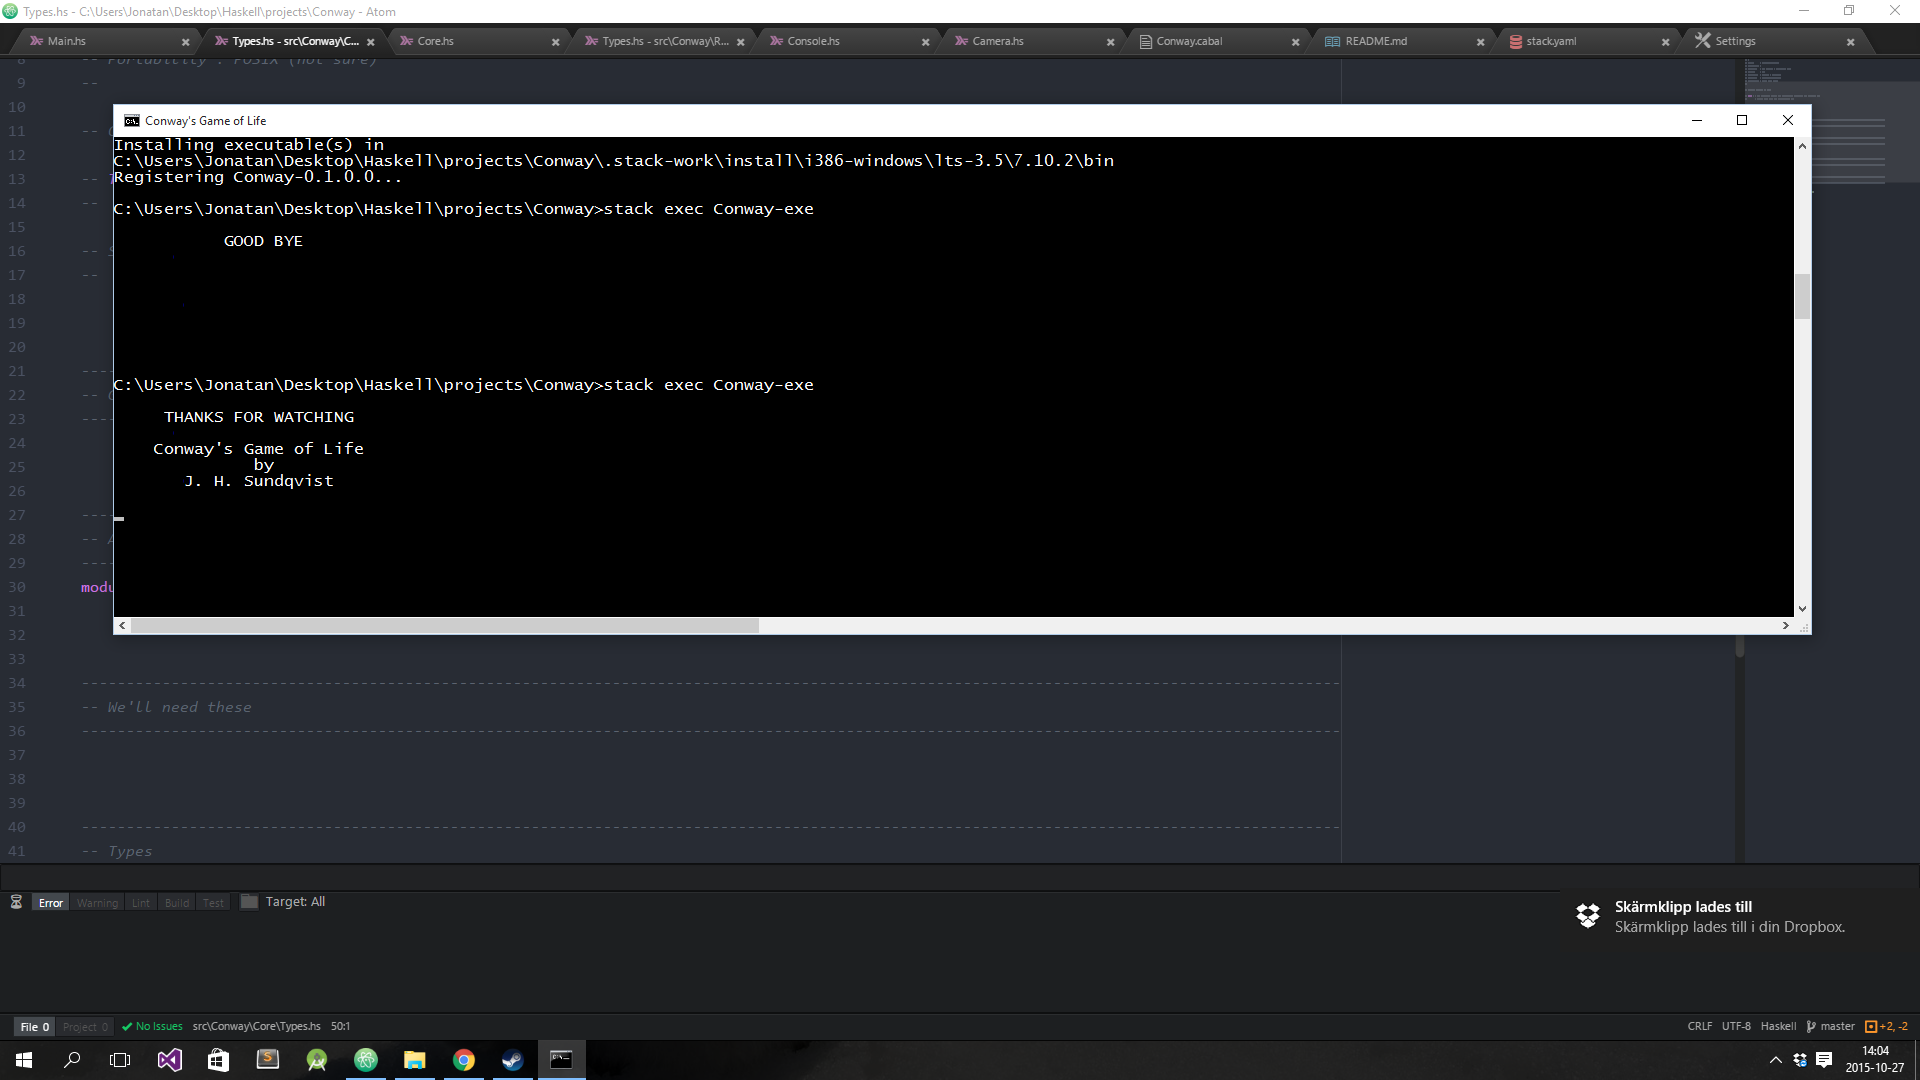 Types.hs - C:\Users\Jonatan\Desktop\Haskell\projects\Conway - Atom
Main.hs
Types.hs - src\Conway\C...
Core.hs
Types.hs - src\Conway\R...
Console.hs
Camera.hs
Conway.cabal
README.md
stack.yaml
Settings
8 -- Portability : POSIX (not sure)
9 --
10
11 --
12
13 --
14 --
15
16 -- S
17 --
18
19
20
21 ----
22 --
23 ----
24
25
26
27 ----
28 -- A
29 ----
30 modu
31
32
33
34 --------
35 -- We'll need these
36 --------
37
38
39
40 --------
41 -- Types
Conway's Game of Life
Installing executable(s) in
C:\Users\Jonatan\Desktop\Haskell\projects\Conway\.stack-work\install\i386-windows\lts-3.5\7.10.2\bin
Registering Conway-0.1.0.0...
C:\Users\Jonatan\Desktop\Haskell\projects\Conway>stack exec Conway-exe
GOOD BYE
C:\Users\Jonatan\Desktop\Haskell\projects\Conway>stack exec Conway-exe
THANKS FOR WATCHING
Conway's Game of Life
by
J. H. Sundqvist
Error Warning Lint Build Test Target: All
Skärmklipp lades till
Skärmklipp lades till i din Dropbox.
File 0 Project 0 No Issues src\Conway\Core\Types.hs 50:1
CRLF UTF-8 Haskell master +2, -2
14:04
2015-10-27